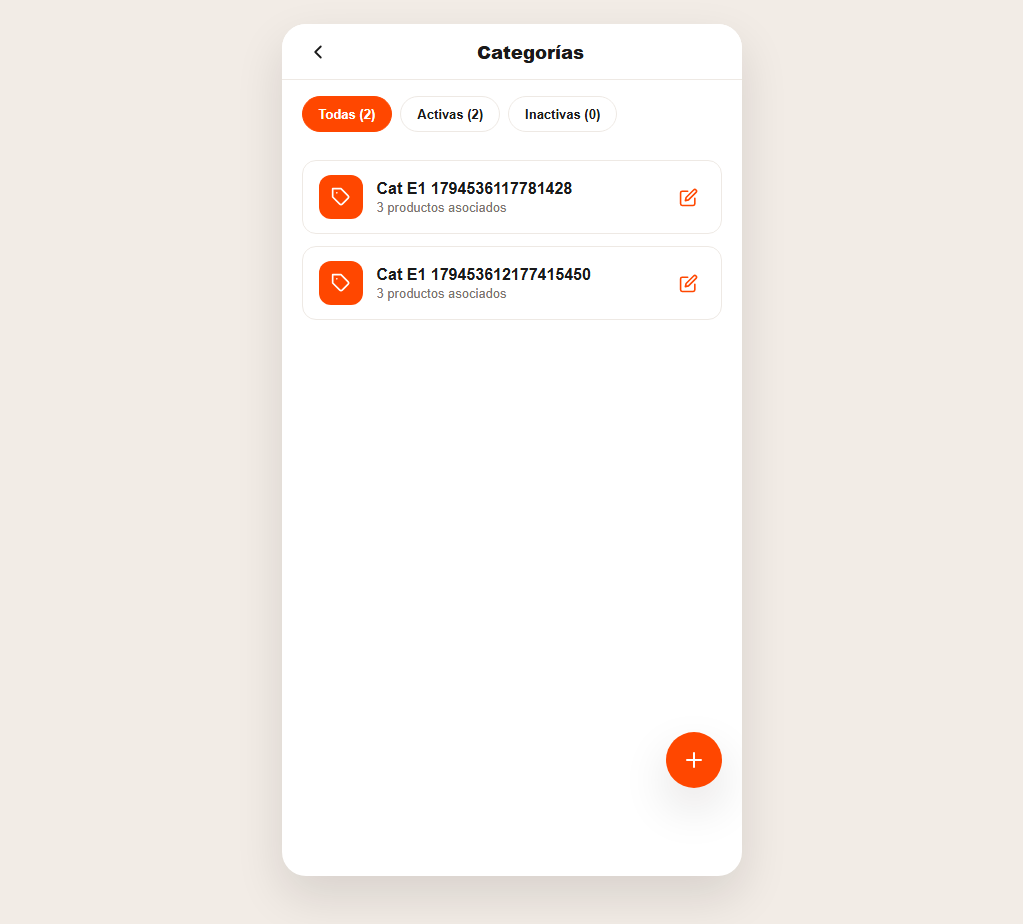 Categorías
Todas (2)
Activas (2)
Inactivas (0)
Cat E1 1794536117781428
3 productos asociados
Cat E1 179453612177415450
3 productos asociados